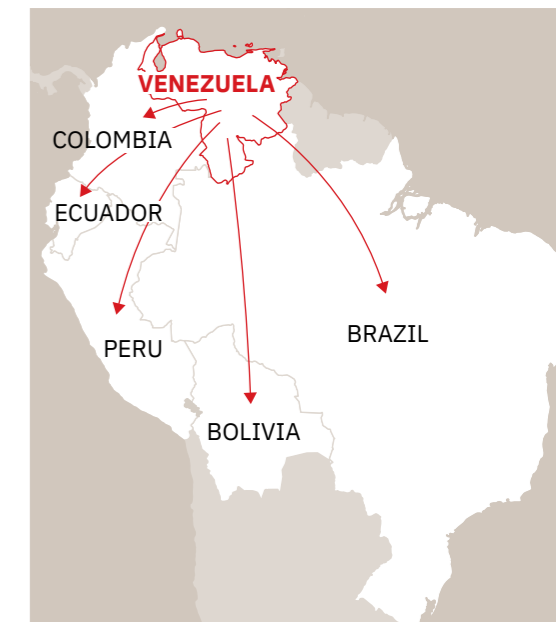 VENEZUELA
COLOMBIA
ECUADOR
PERU
BRAZIL
BOLIVIA